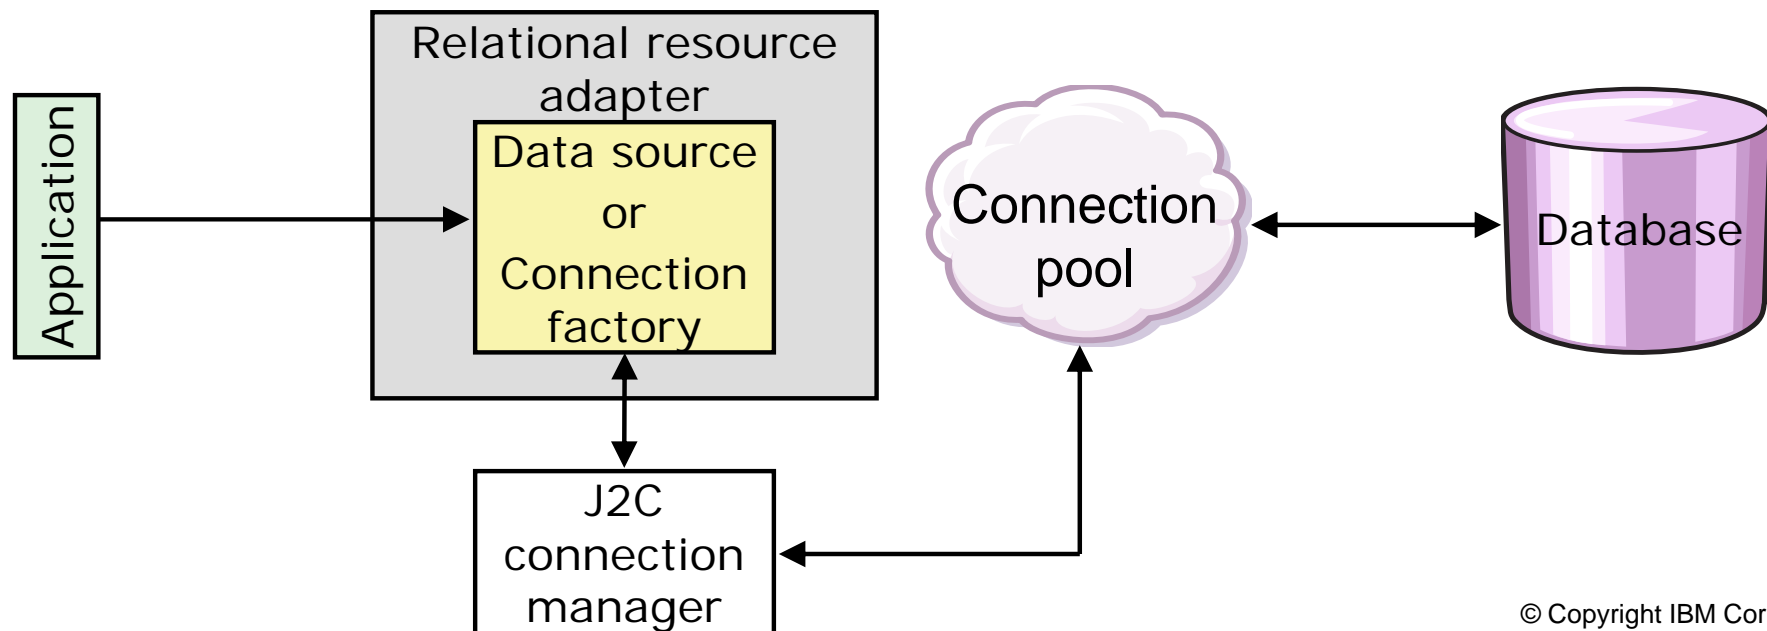 Application
Relational resource
adapter
Data source
or
Connection
factory
J2C
connection
manager
Connection
pool
Database
© Copyright IBM Cor